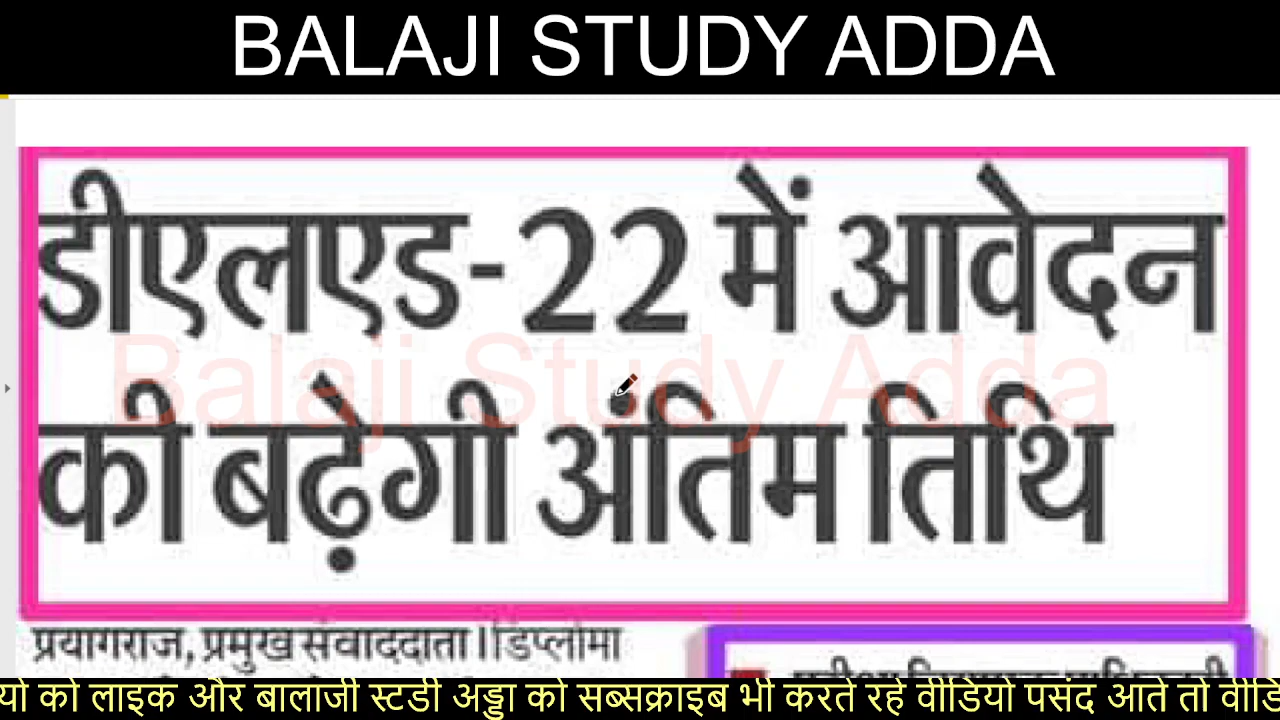 BALAJI STUDY ADDA
डीएलएड-22 में आवेदन
की बढ़ेगी अंतिम तिथि
Balaji Study Adda
प्रयागराज, प्रमुख संवाददाता। डिप्लोमा
को लाइक और बालाजी स्टडी अड्डा को सब्सक्राइब भी करते रहे वीडियो पसंद आते तो